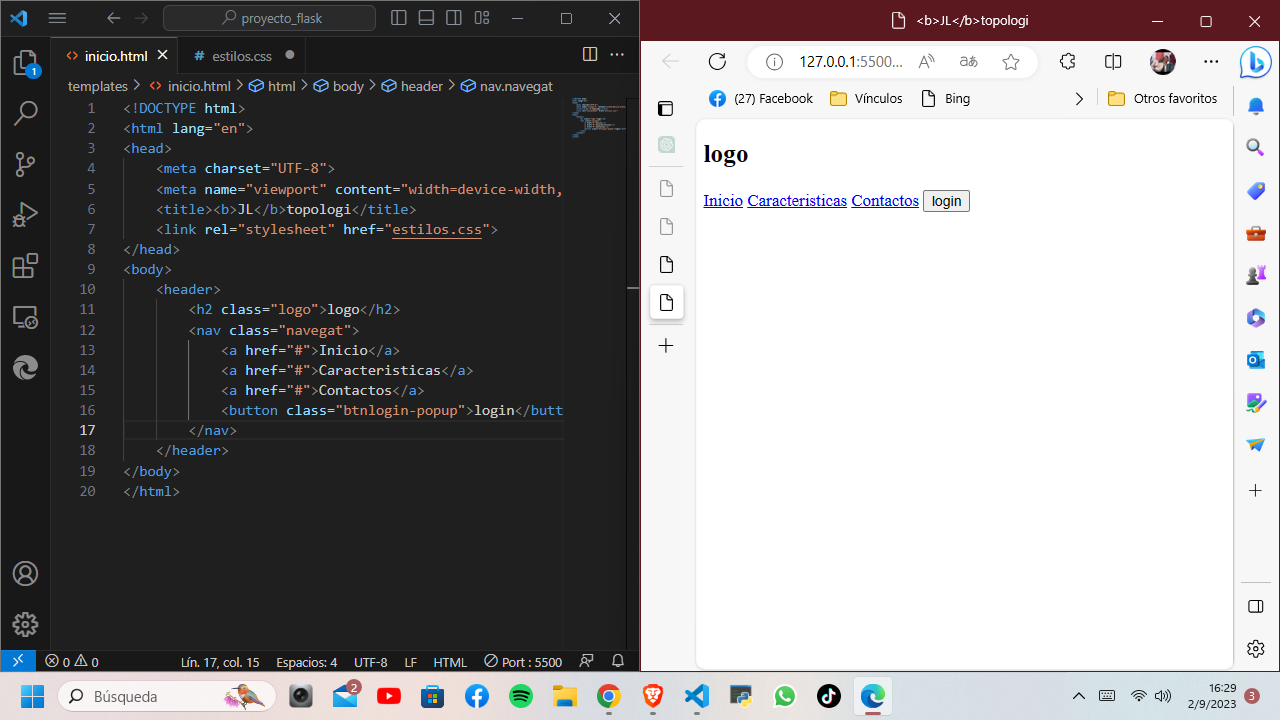 proyecto_flask
inicio.html
# estilos.css
templates > inicio.html > html > body > header > nav.navegat
1 <!DOCTYPE html>
2 <html lang="en">
3 <head>
4 <meta charset="UTF-8">
5 <meta name="viewport" content="width=device-width,
6 <title><b>JL</b>topologi</title>
7 <link rel="stylesheet" href="estilos.css">
8 </head>
9 <body>
10 <header>
11 <h2 class="logo">logo</h2>
12 <nav class="navegat">
13 <a href="#">Inicio</a>
14 <a href="#">Caracteristicas</a>
15 <a href="#">Contactos</a>
16 <button class="btnlogin-popup">login</butt
17 </nav>
18 </header>
19 </body>
20 </html>
1
0 0 Lín. 17, col. 15 Espacios: 4 UTF-8 LF HTML Port : 5500
<b>JL</b>topologi
127.0.0.1:5500...
(27) Facebook Vínculos Bing Otros favoritos
logo
Inicio Caracteristicas Contactos login
Búsqueda
2
16:29
2/9/2023
3